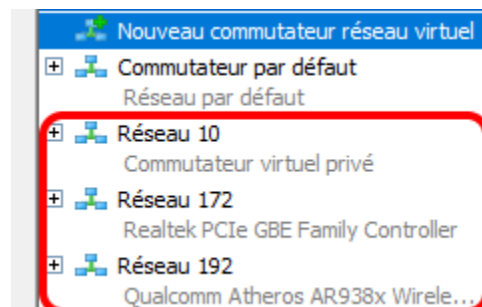 Nouveau commutateur réseau virtuel
Commutateur par défaut
Réseau par défaut
Réseau 10
Commutateur virtuel privé
Réseau 172
Realtek PCIe GBE Family Controller
Réseau 192
Qualcomm Atheros AR938x Wirele...